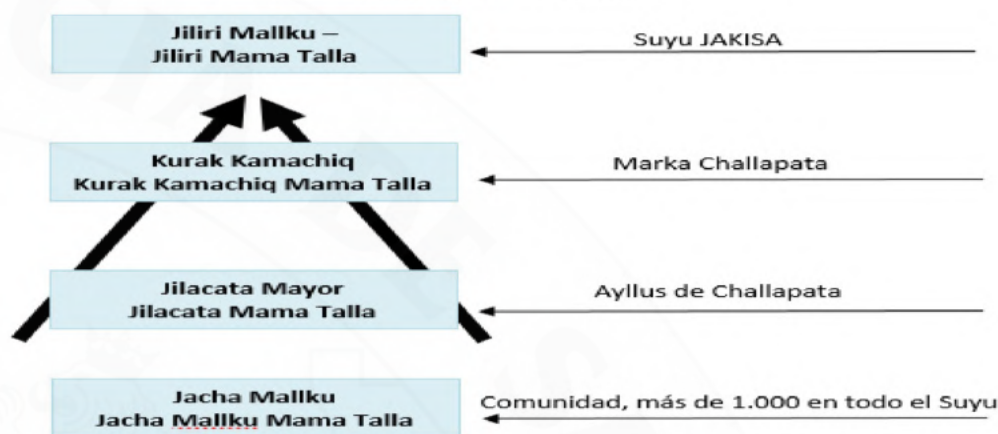 Jiliri Mallku –
Jiliri Mama Talla
Suyu JAKISA
Kurak Kamachiq
Kurak Kamachiq Mama Talla
Marka Challapata
Jilacata Mayor
Jilacata Mama Talla
Ayllus de Challapata
Jacha Mallku
Jacha Mallku Mama Talla
Comunidad, más de 1.000 en todo el Suyu